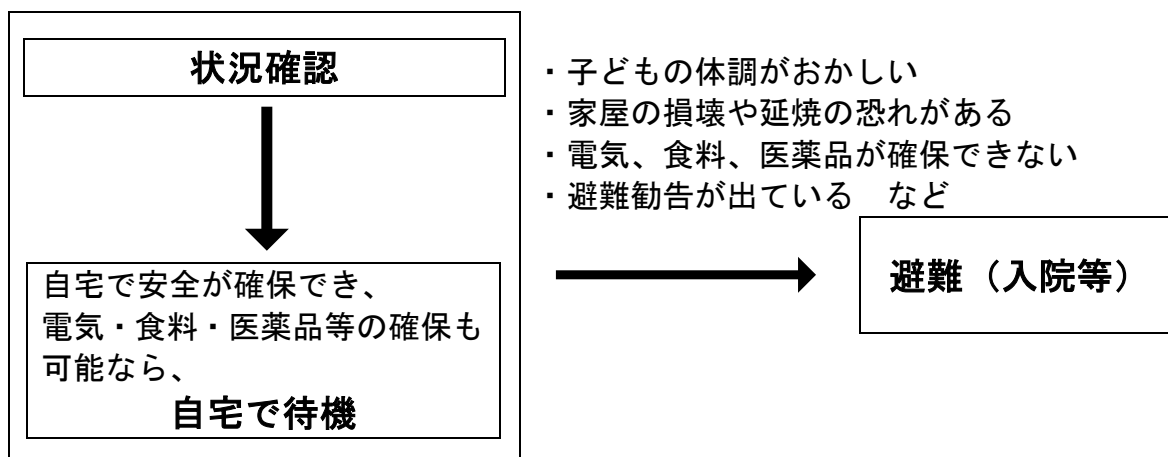 状況確認
自宅で安全が確保でき、
電気・食料・医薬品等の確保も
可能なら、
自宅で待機
・子どもの体調がおかしい
・家屋の損壊や延焼の恐れがある
・電気、食料、医薬品が確保できない
・避難勧告が出ている　など
避難（入院等）